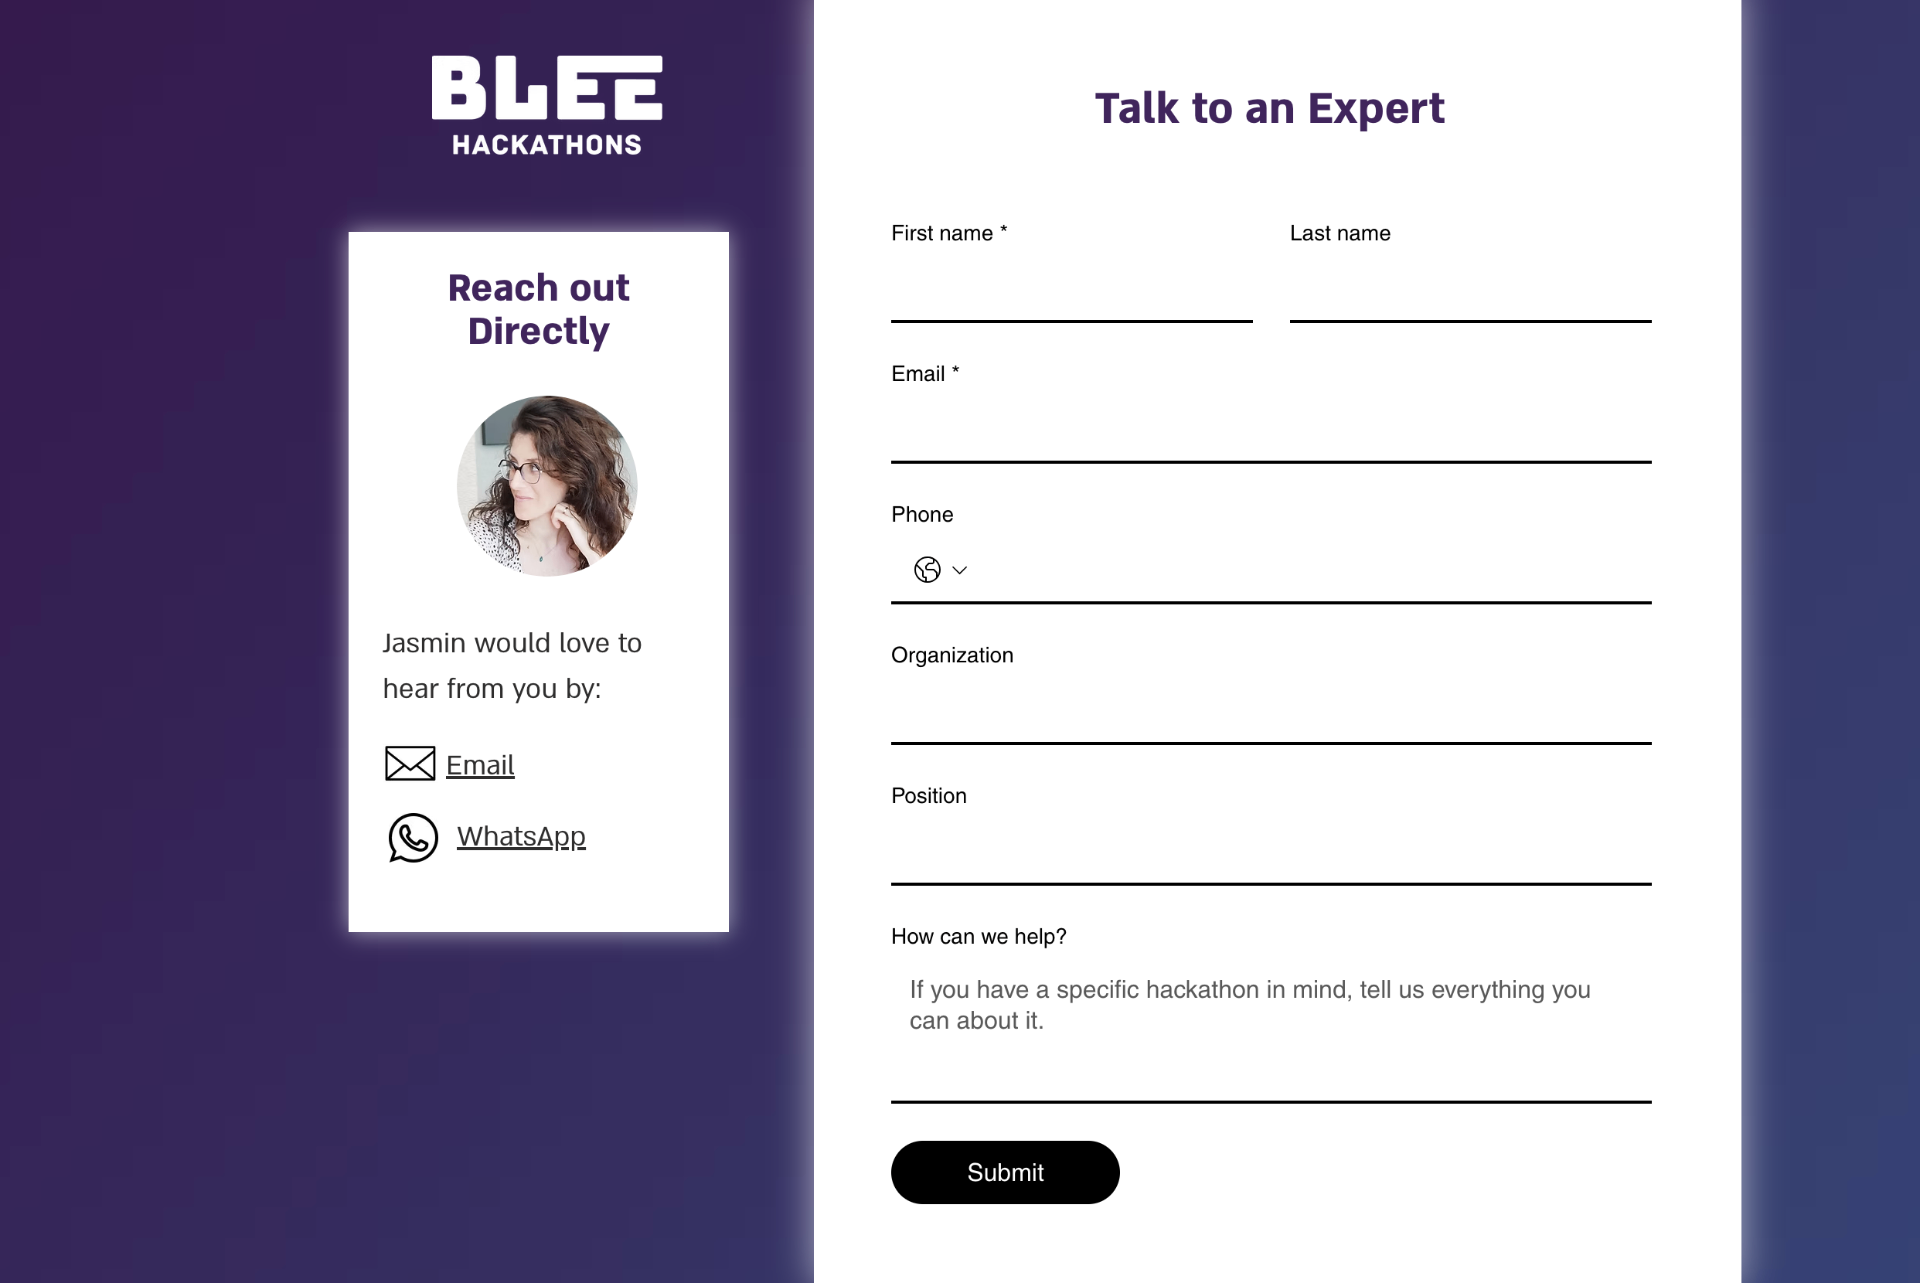 BLEE
HACKATHONS
Reach out
Directly
Jasmin would love to
hear from you by:
Email
WhatsApp
Talk to an Expert
First name *
Last name
Email *
Phone
Organization
Position
How can we help?
If you have a specific hackathon in mind, tell us everything you
can about it.
Submit